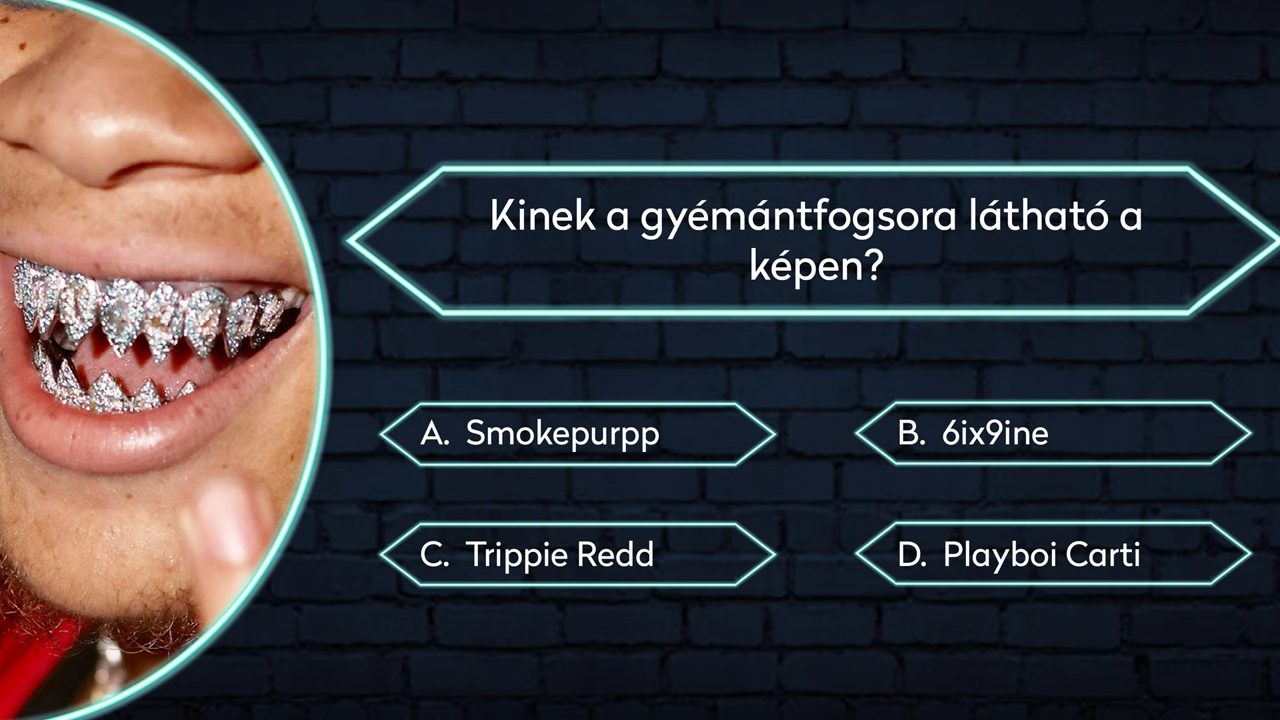 Kinek a gyémántfogsora látható a
képen?
A. Smokepurpp
B. 6ix9ine
C. Trippie Redd
D. Playboi Carti